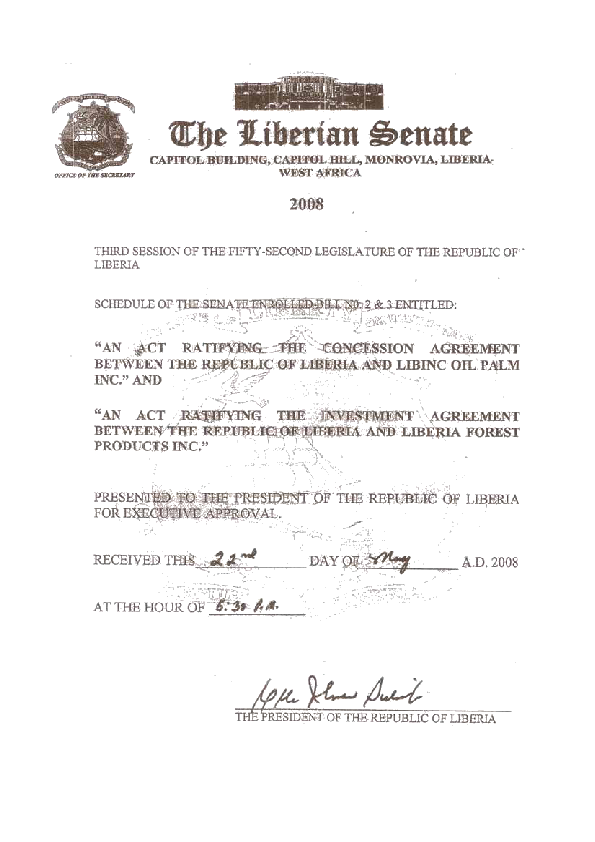 The Liberian Senate
CAPITOL BUILDING, CAPITOL HILL, MONROVIA, LIBERIA-
WEST AFRICA
OFFICE OF THE SECRETARY
2008
THIRD SESSION OF THE FIFTY-SECOND LEGISLATURE OF THE REPUBLIC OF
LIBERIA
SCHEDULE OF THE SENATE ENROLLED BILL NO: 2 & 3 ENTITLED:
“AN ACT RATIFYING THE CONCESSION AGREEMENT
BETWEEN THE REPUBLIC OF LIBERIA AND LIBINC OIL PALM
INC.” AND
“AN ACT RATIFYING THE INVESTMENT AGREEMENT
BETWEEN THE REPUBLIC OF LIBERIA AND LIBERIA FOREST
PRODUCTS INC.”
PRESENTED TO THE PRESIDENT OF THE REPUBLIC OF LIBERIA
FOR EXECUTIVE APPROVAL.
RECEIVED THIS 22nd DAY OF May A.D. 2008
AT THE HOUR OF
THE PRESIDENT OF THE REPUBLIC OF LIBERIA